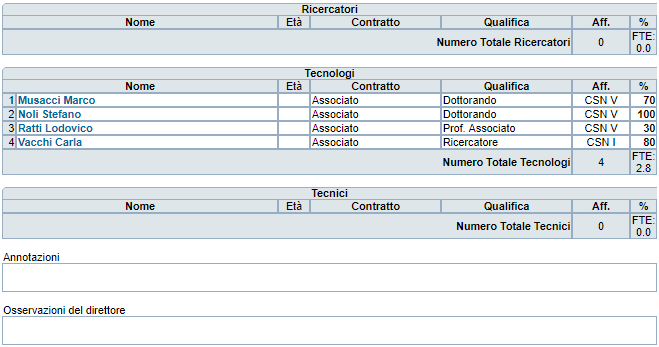 Ricercatori
Nome Età Contratto Qualifica Aff. %
Numero Totale Ricercatori 0 FTE: 0.0
Tecnologi
Nome Età Contratto Qualifica Aff. %
1 Musacci Marco Associato Dottorando CSN V 70
2 Noli Stefano Associato Dottorando CSN V 100
3 Ratti Lodovico Associato Prof. Associato CSN V 30
4 Vacchi Carla Associato Ricercatore CSN I 80
Numero Totale Tecnologi 4 FTE: 2.8
Tecnici
Nome Età Contratto Qualifica Aff. %
Numero Totale Tecnici 0 FTE: 0.0
Annotazioni
Osservazioni del direttore